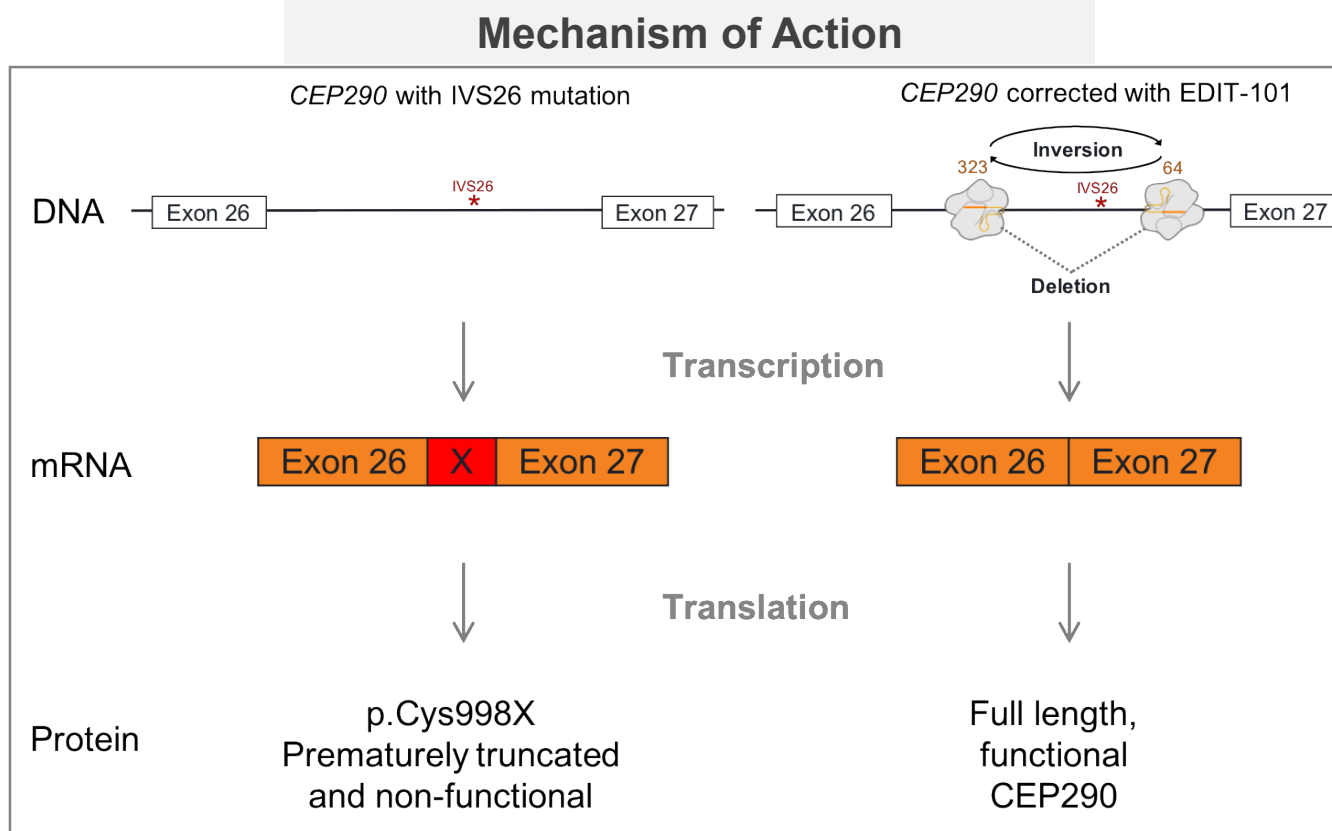 Mechanism of Action
CEP290 with IVS26 mutation
CEP290 corrected with EDIT-101
Inversion
323
64
IVS26
*
IVS26
*
DNA
Exon 26
Exon 27
Exon 26
Exon 27
Deletion
Transcription
mRNA
Exon 26
X
Exon 27
Exon 26
Exon 27
Translation
Protein
p.Cys998X
Prematurely truncated
and non-functional
Full length,
functional
CEP290